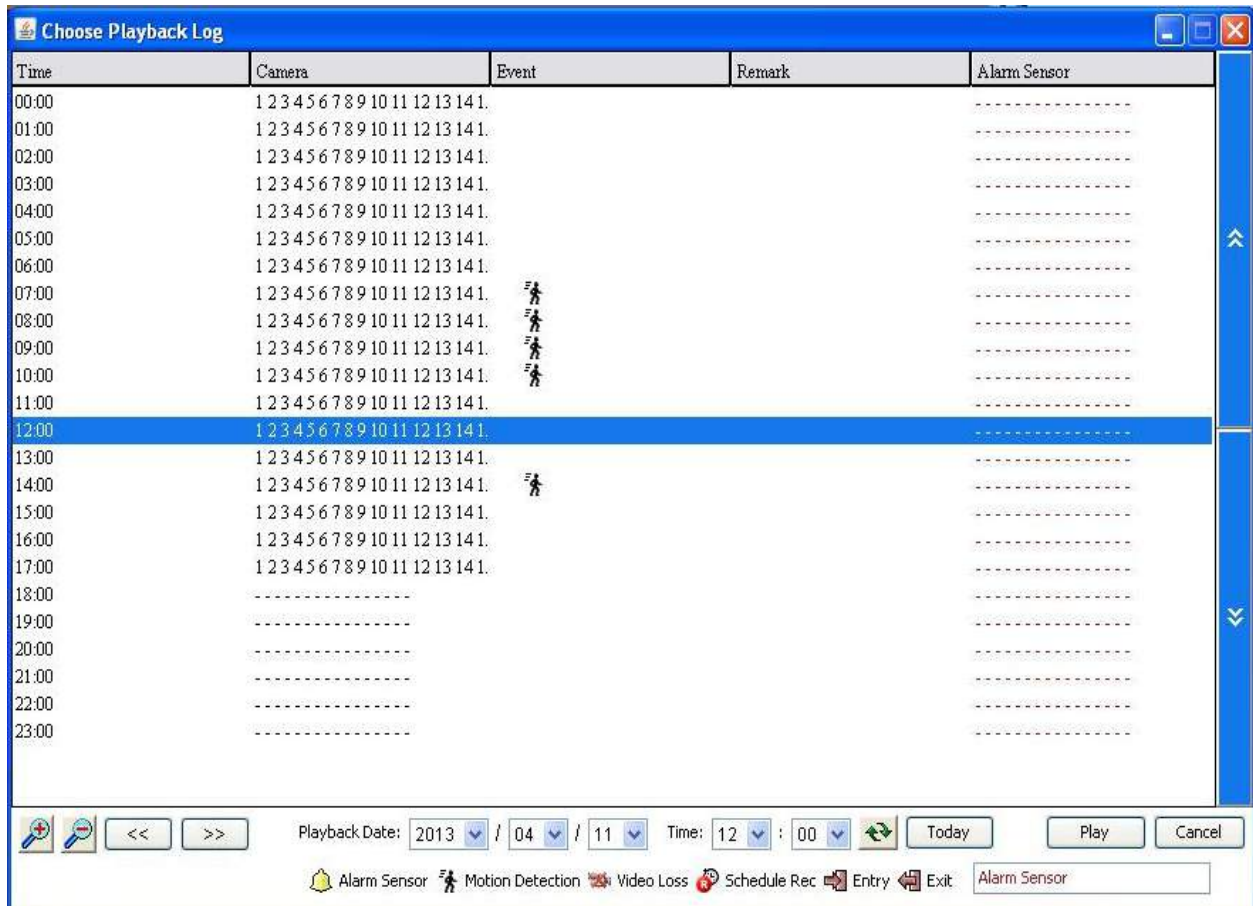 Choose Playback Log
Time Camera Event Remark Alarm Sensor
00:00 1 2 3 4 5 6 7 8 9 10 11 12 13 14 1. - - - - - - - - - - - - - - - -
01:00 1 2 3 4 5 6 7 8 9 10 11 12 13 14 1. - - - - - - - - - - - - - - - -
02:00 1 2 3 4 5 6 7 8 9 10 11 12 13 14 1. - - - - - - - - - - - - - - - -
03:00 1 2 3 4 5 6 7 8 9 10 11 12 13 14 1. - - - - - - - - - - - - - - - -
04:00 1 2 3 4 5 6 7 8 9 10 11 12 13 14 1. - - - - - - - - - - - - - - - -
05:00 1 2 3 4 5 6 7 8 9 10 11 12 13 14 1. - - - - - - - - - - - - - - - -
06:00 1 2 3 4 5 6 7 8 9 10 11 12 13 14 1. - - - - - - - - - - - - - - - -
07:00 1 2 3 4 5 6 7 8 9 10 11 12 13 14 1. - - - - - - - - - - - - - - - -
08:00 1 2 3 4 5 6 7 8 9 10 11 12 13 14 1. - - - - - - - - - - - - - - - -
09:00 1 2 3 4 5 6 7 8 9 10 11 12 13 14 1. - - - - - - - - - - - - - - - -
10:00 1 2 3 4 5 6 7 8 9 10 11 12 13 14 1. - - - - - - - - - - - - - - - -
11:00 1 2 3 4 5 6 7 8 9 10 11 12 13 14 1. - - - - - - - - - - - - - - - -
12:00 1 2 3 4 5 6 7 8 9 10 11 12 13 14 1. - - - - - - - - - - - - - - - -
13:00 1 2 3 4 5 6 7 8 9 10 11 12 13 14 1. - - - - - - - - - - - - - - - -
14:00 1 2 3 4 5 6 7 8 9 10 11 12 13 14 1. - - - - - - - - - - - - - - - -
15:00 1 2 3 4 5 6 7 8 9 10 11 12 13 14 1. - - - - - - - - - - - - - - - -
16:00 1 2 3 4 5 6 7 8 9 10 11 12 13 14 1. - - - - - - - - - - - - - - - -
17:00 1 2 3 4 5 6 7 8 9 10 11 12 13 14 1. - - - - - - - - - - - - - - - -
18:00 - - - - - - - - - - - - - - - - - - - - - - - - - - - - - - - -
19:00 - - - - - - - - - - - - - - - - - - - - - - - - - - - - - - - -
20:00 - - - - - - - - - - - - - - - - - - - - - - - - - - - - - - - -
21:00 - - - - - - - - - - - - - - - - - - - - - - - - - - - - - - - -
22:00 - - - - - - - - - - - - - - - - - - - - - - - - - - - - - - - -
23:00 - - - - - - - - - - - - - - - - - - - - - - - - - - - - - - - -
<< >> Playback Date: 2013 / 04 / 11 Time: 12 : 00 Today Play Cancel
Alarm Sensor Motion Detection Video Loss Schedule Rec Entry Exit Alarm Sensor